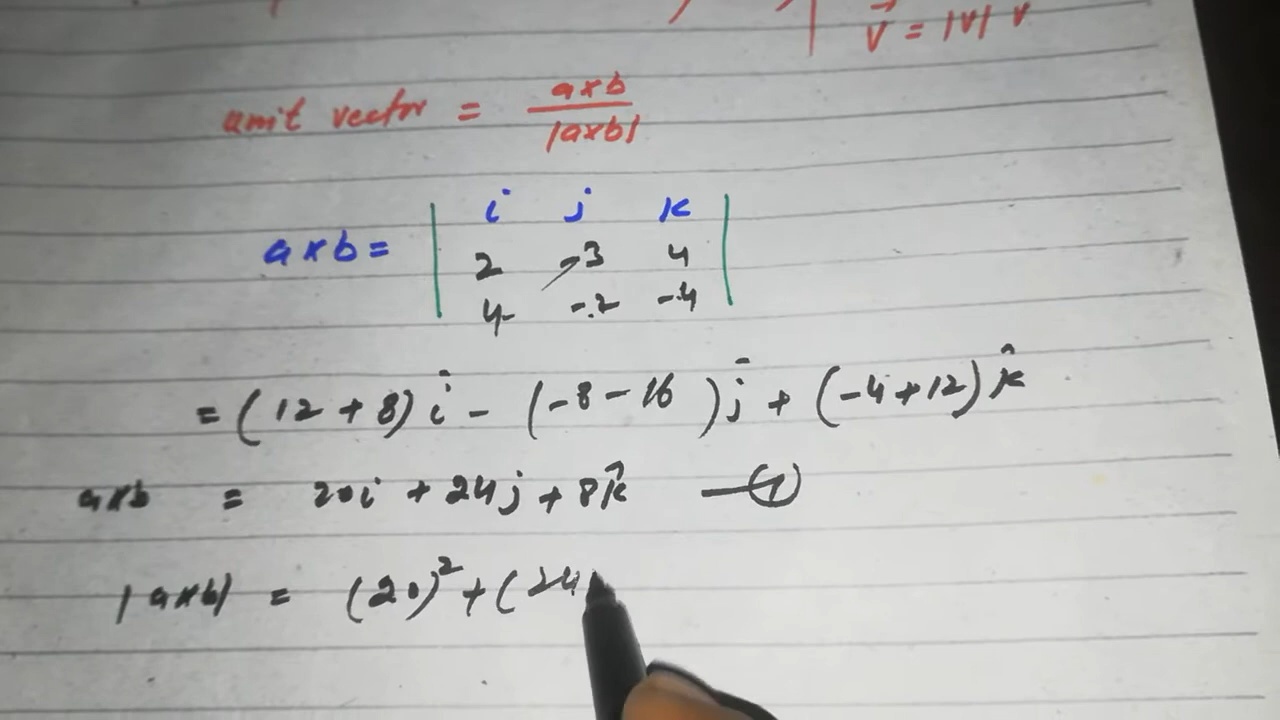 v⃗ = |v| v
unit vector = a×b / |a×b|
a×b = | i j k |
2 -3 4
4 -2 -4
= (12 + 8) i - (-8 - 16) j + (-4 + 12) k̂
a×b = 20i + 24j + 8k̂ — ①
|a×b| = (20)² + (24